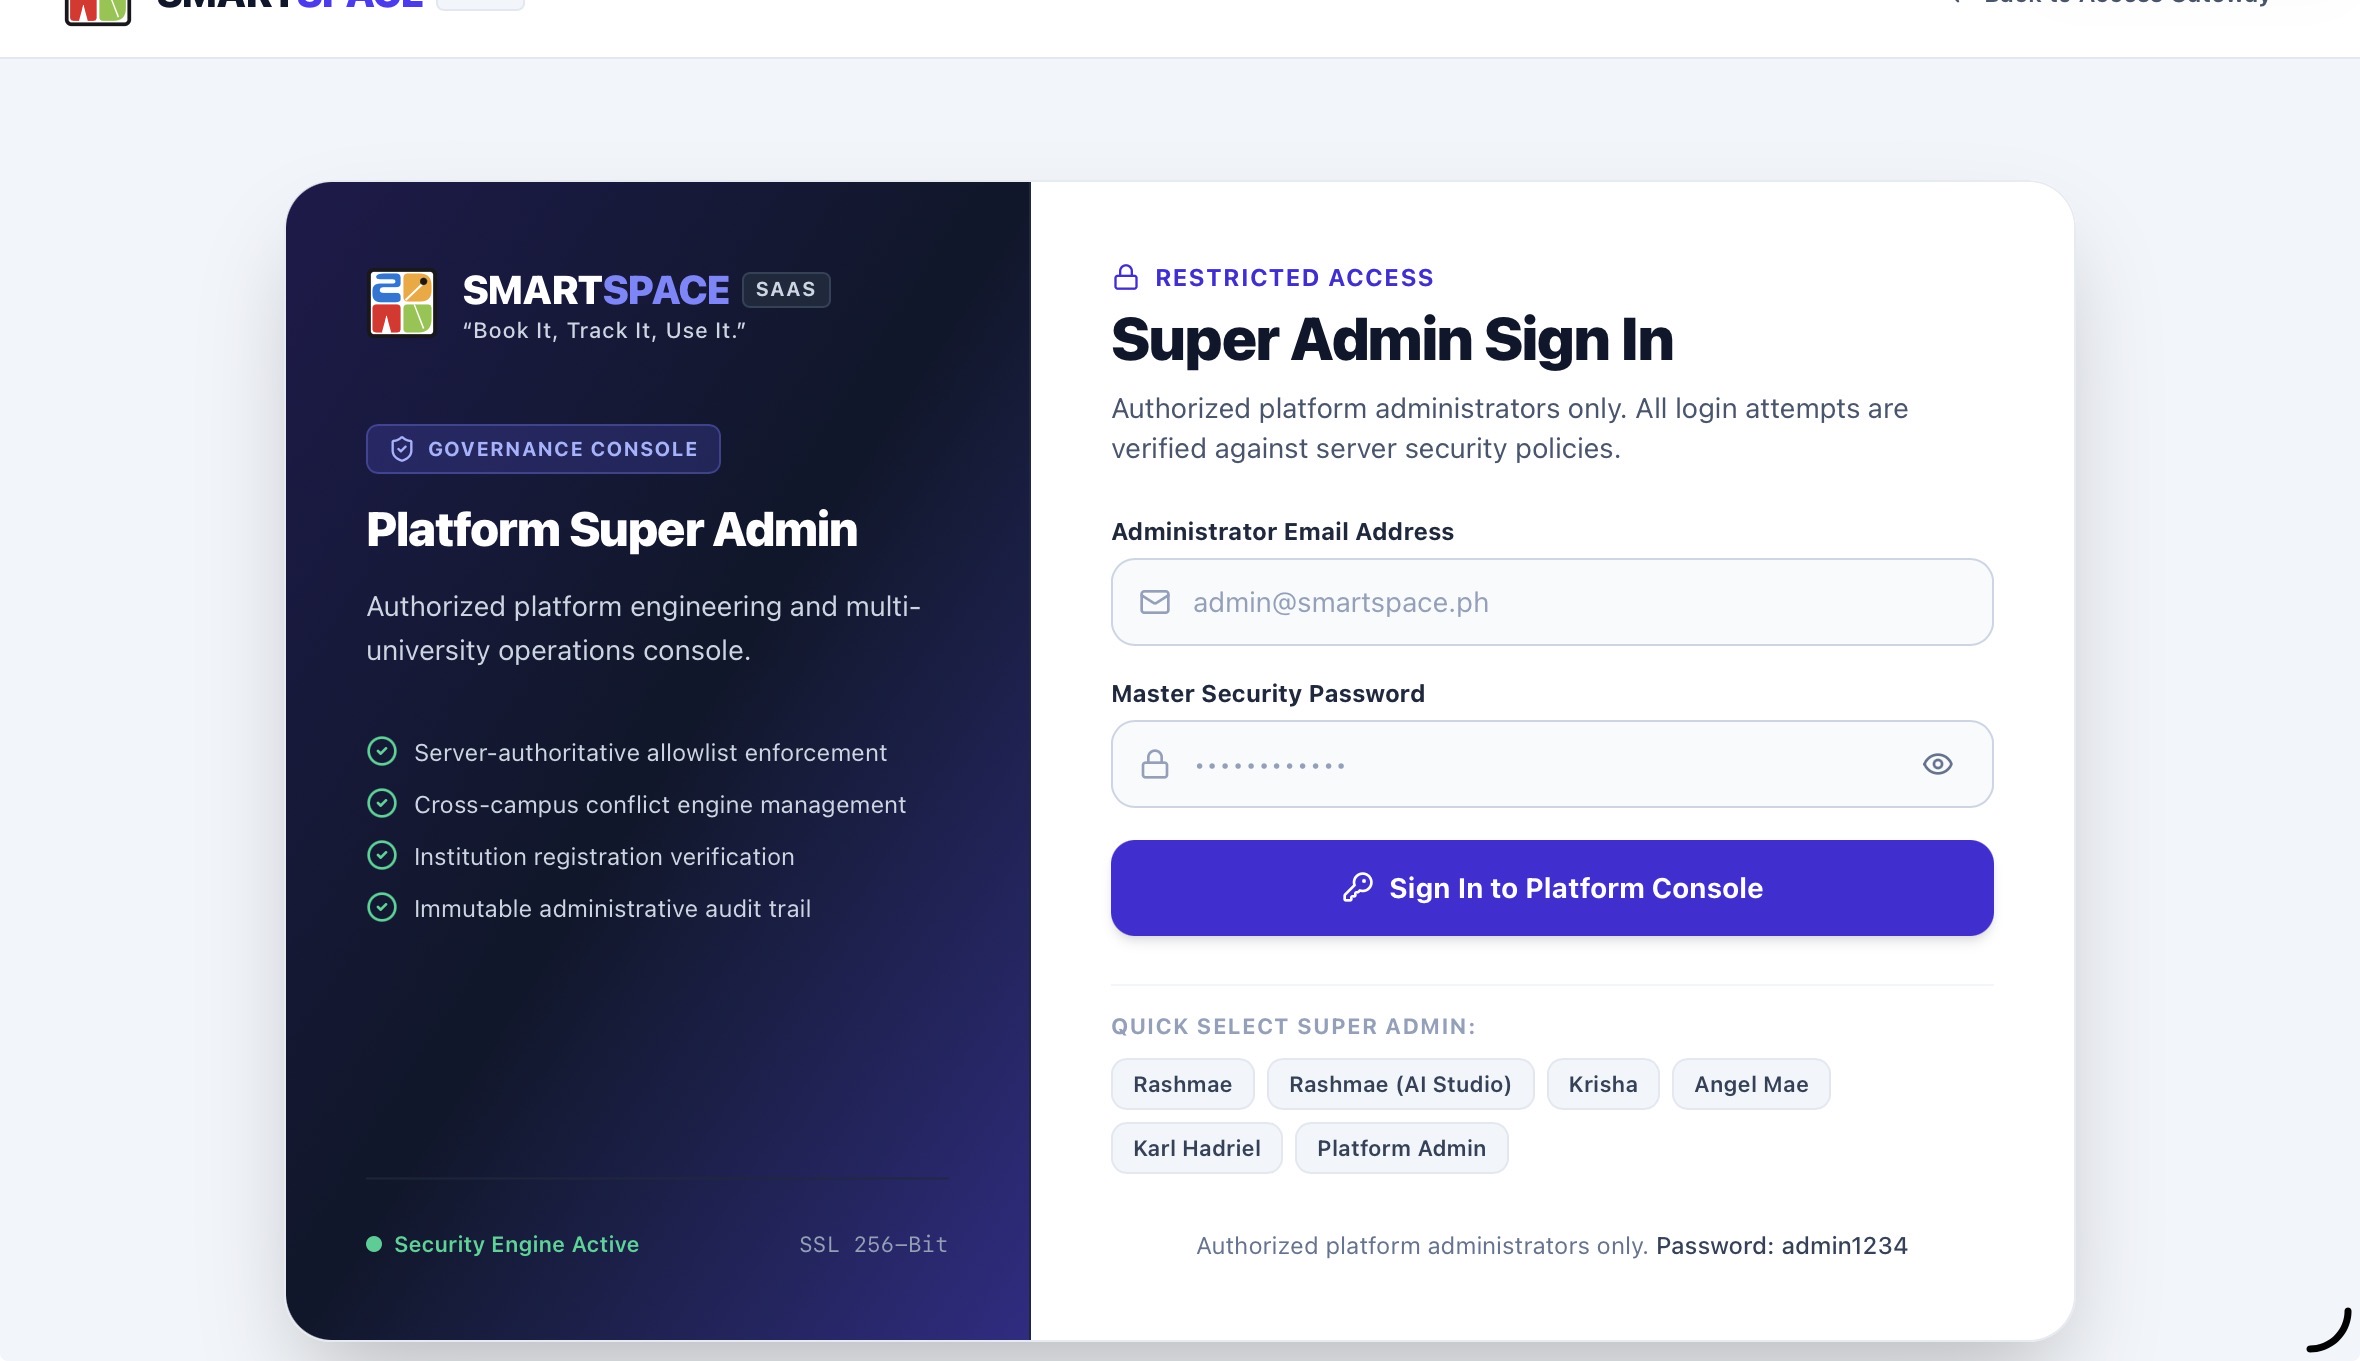 SMARTSPACE
Back to Access Gateway
SMARTSPACE SAAS
“Book It, Track It, Use It.”
GOVERNANCE CONSOLE
Platform Super Admin
Authorized platform engineering and multi-
university operations console.
Server-authoritative allowlist enforcement
Cross-campus conflict engine management
Institution registration verification
Immutable administrative audit trail
Security Engine Active
SSL 256-Bit
RESTRICTED ACCESS
Super Admin Sign In
Authorized platform administrators only. All login attempts are
verified against server security policies.
Administrator Email Address
admin@smartspace.ph
Master Security Password
••••••••••••
Sign In to Platform Console
QUICK SELECT SUPER ADMIN:
Rashmae
Rashmae (AI Studio)
Krisha
Angel Mae
Karl Hadriel
Platform Admin
Authorized platform administrators only. Password: admin1234